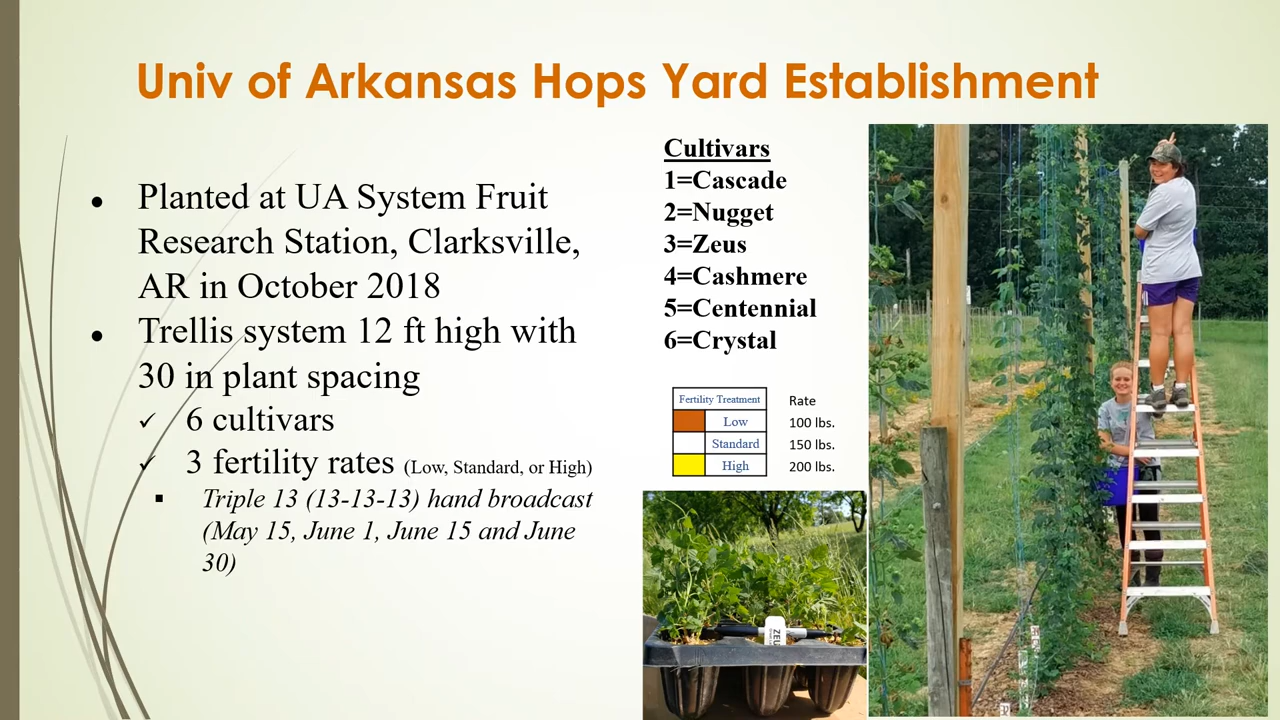 Univ of Arkansas Hops Yard Establishment
● Planted at UA System Fruit
Research Station, Clarksville,
AR in October 2018
● Trellis system 12 ft high with
30 in plant spacing
✓ 6 cultivars
✓ 3 fertility rates (Low, Standard, or High)
▪ Triple 13 (13-13-13) hand broadcast
(May 15, June 1, June 15 and June
30)
Cultivars
1=Cascade
2=Nugget
3=Zeus
4=Cashmere
5=Centennial
6=Crystal
Fertility Treatment Rate
Low 100 lbs.
Standard 150 lbs.
High 200 lbs.